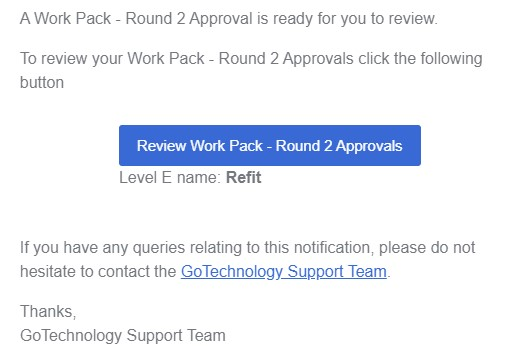 A Work Pack - Round 2 Approval is ready for you to review.
To review your Work Pack - Round 2 Approvals click the following
button
Review Work Pack - Round 2 Approvals
Level E name: Refit
If you have any queries relating to this notification, please do not
hesitate to contact the GoTechnology Support Team.
Thanks,
GoTechnology Support Team